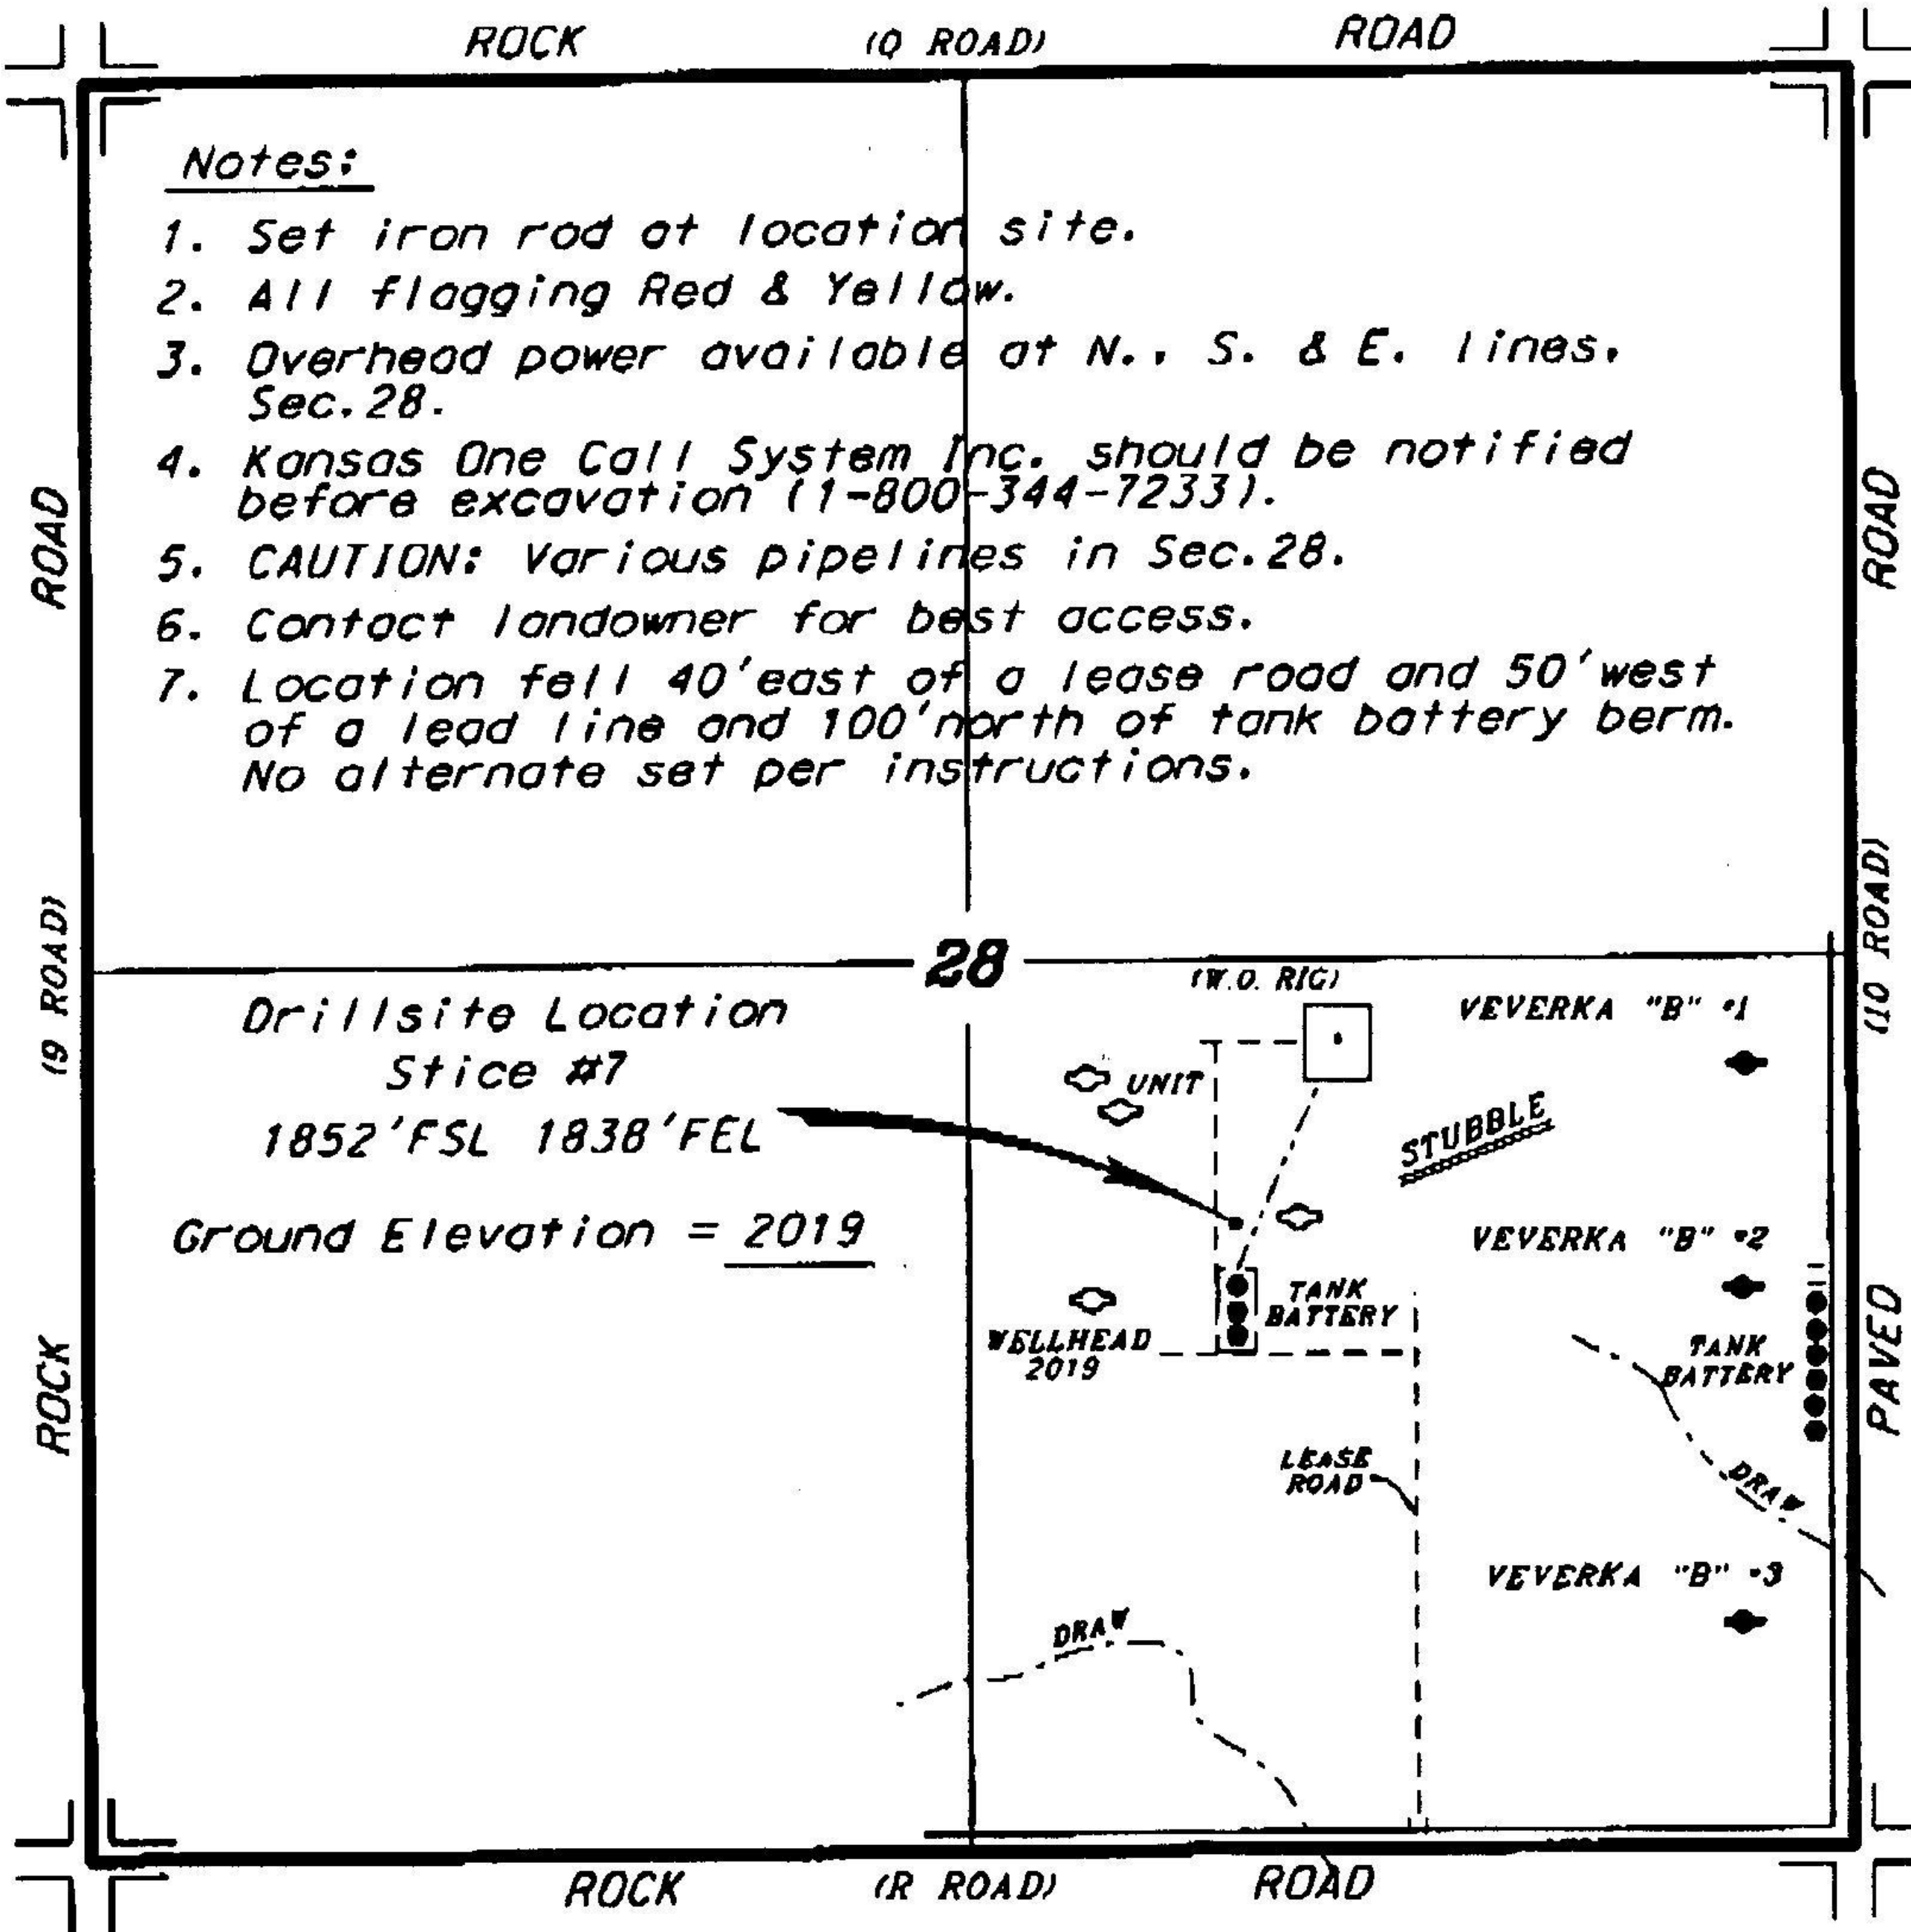 ROCK (Q ROAD) ROAD
Notes:
1. Set iron rod at location site.
2. All flagging Red & Yellow.
3. Overhead power available at N., S. & E. lines,
Sec.28.
4. Kansas One Call System Inc. should be notified
before excavation (1-800-344-7233).
5. CAUTION: Various pipelines in Sec.28.
6. Contact landowner for best access.
7. Location fell 40'east of a lease road and 50'west
of a lead line and 100'north of tank battery berm.
No alternate set per instructions.
ROAD
(9 ROAD)
ROCK
ROAD
(10 ROAD)
PAVED
28
Drillsite Location
Stice #7
1852'FSL 1838'FEL
Ground Elevation = 2019
(W.O. RIG)
VEVERKA "B" •1
UNIT
STUBBLE
VEVERKA "B" •2
TANK
BATTERY
WELLHEAD
2019
TANK
BATTERY
LEASE
ROAD
DRAW
VEVERKA "B" •3
DRAW
ROCK (R ROAD) ROAD